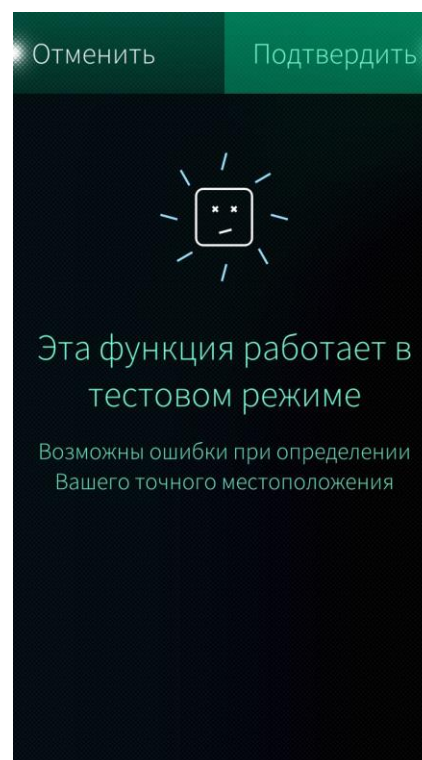 Отменить
Подтвердить
Эта функция работает в
тестовом режиме
Возможны ошибки при определении
Вашего точного местоположения